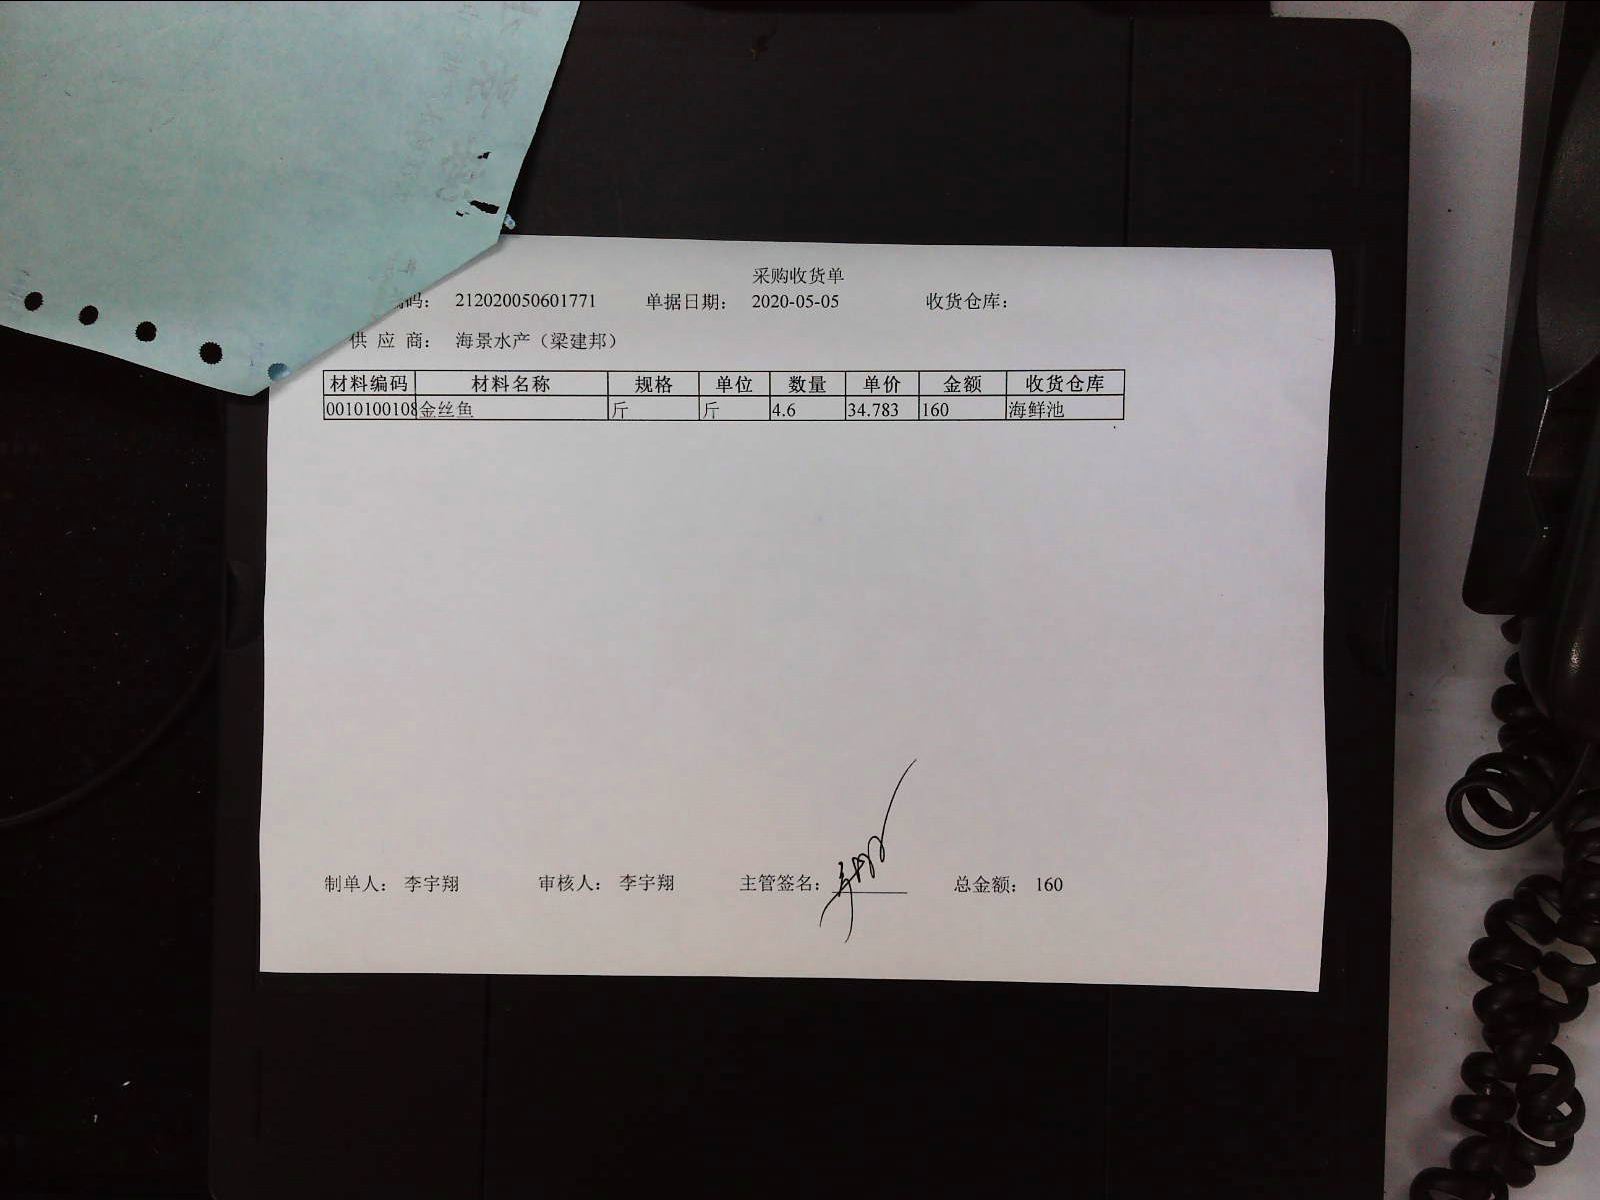 采购收货单
码： 212020050601771 单据日期： 2020-05-05 收货仓库：
供 应 商： 海景水产（梁建邦）
材料编码 材料名称 规格 单位 数量 单价 金额 收货仓库
0010100108 金丝鱼 斤 斤 4.6 34.783 160 海鲜池
制单人： 李宇翔 审核人： 李宇翔 主管签名： 总金额： 160